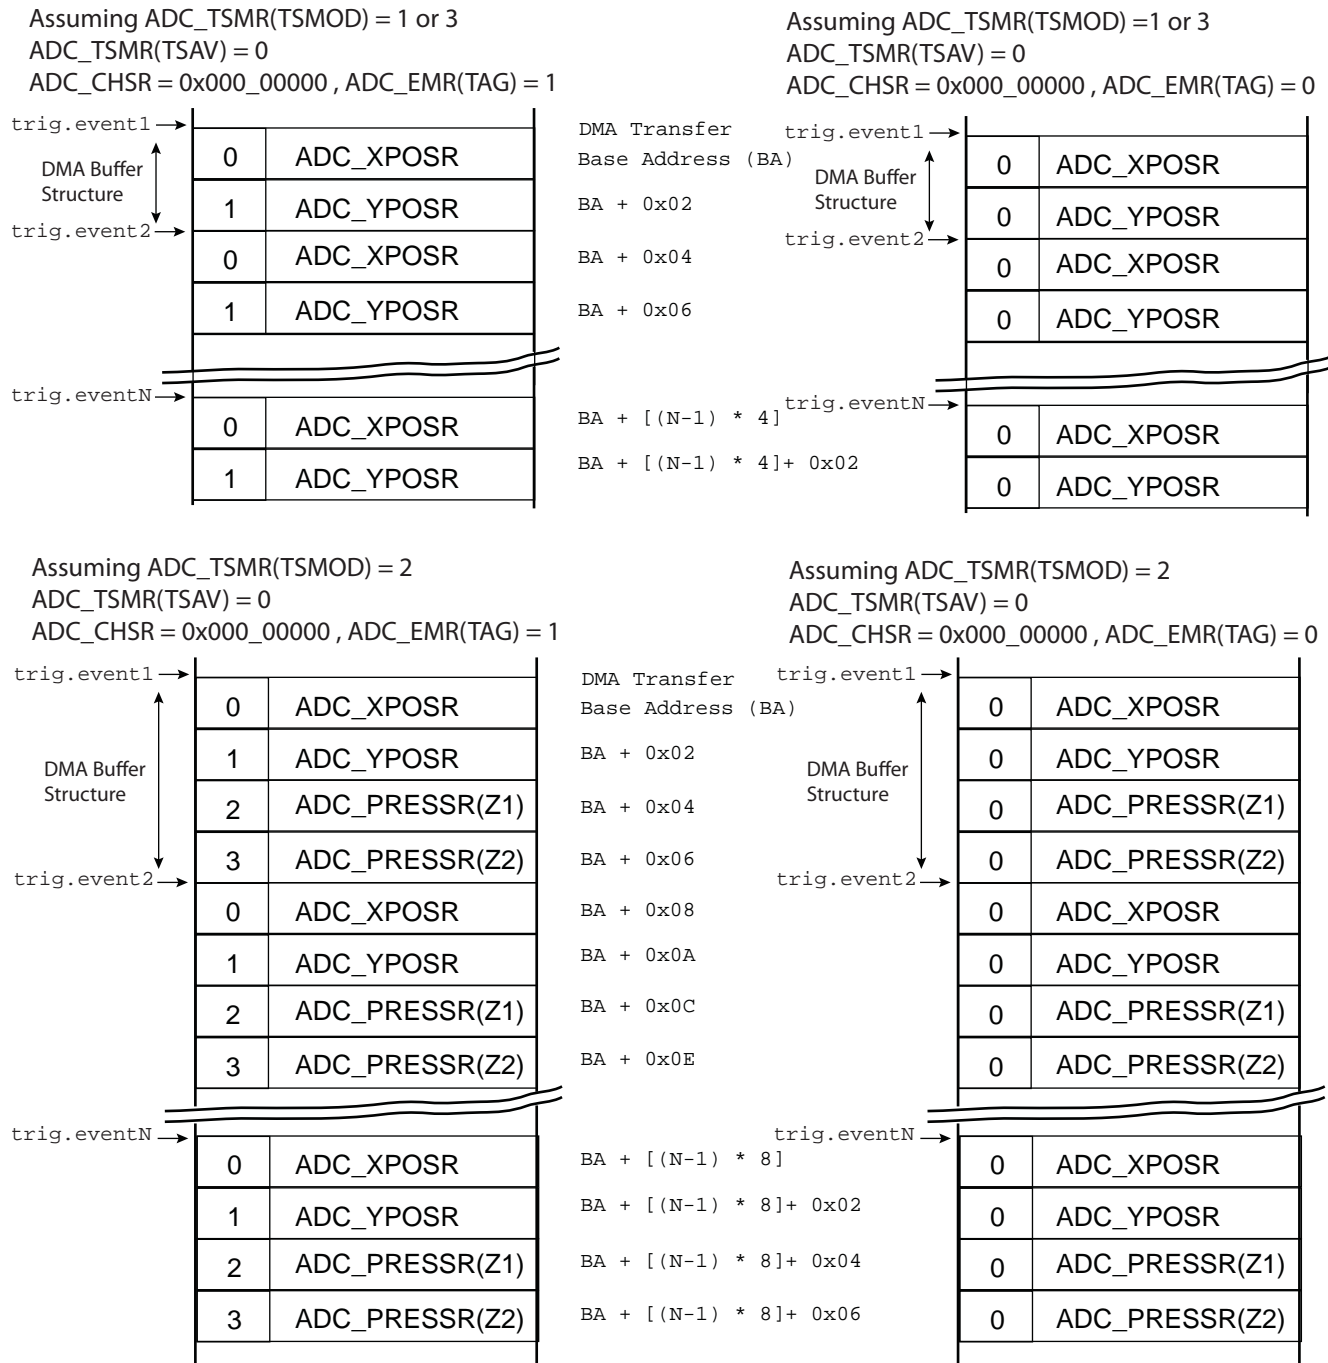 Assuming ADC_TSMR(TSMOD) = 1 or 3
ADC_TSMR(TSAV) = 0
ADC_CHSR = 0x000_00000 , ADC_EMR(TAG) = 1
trig.event1
DMA Buffer
Structure
trig.event2
0 ADC_XPOSR
1 ADC_YPOSR
0 ADC_XPOSR
1 ADC_YPOSR
trig.eventN
0 ADC_XPOSR
1 ADC_YPOSR
DMA Transfer
Base Address (BA)
BA + 0x02
BA + 0x04
BA + 0x06
BA + [(N-1) * 4]
BA + [(N-1) * 4]+ 0x02
Assuming ADC_TSMR(TSMOD) =1 or 3
ADC_TSMR(TSAV) = 0
ADC_CHSR = 0x000_00000 , ADC_EMR(TAG) = 0
trig.event1
DMA Buffer
Structure
trig.event2
0 ADC_XPOSR
0 ADC_YPOSR
0 ADC_XPOSR
0 ADC_YPOSR
trig.eventN
0 ADC_XPOSR
0 ADC_YPOSR
Assuming ADC_TSMR(TSMOD) = 2
ADC_TSMR(TSAV) = 0
ADC_CHSR = 0x000_00000 , ADC_EMR(TAG) = 1
trig.event1
DMA Buffer
Structure
trig.event2
0 ADC_XPOSR
1 ADC_YPOSR
2 ADC_PRESSR(Z1)
3 ADC_PRESSR(Z2)
0 ADC_XPOSR
1 ADC_YPOSR
2 ADC_PRESSR(Z1)
3 ADC_PRESSR(Z2)
trig.eventN
0 ADC_XPOSR
1 ADC_YPOSR
2 ADC_PRESSR(Z1)
3 ADC_PRESSR(Z2)
DMA Transfer
Base Address (BA)
BA + 0x02
BA + 0x04
BA + 0x06
BA + 0x08
BA + 0x0A
BA + 0x0C
BA + 0x0E
BA + [(N-1) * 8]
BA + [(N-1) * 8]+ 0x02
BA + [(N-1) * 8]+ 0x04
BA + [(N-1) * 8]+ 0x06
Assuming ADC_TSMR(TSMOD) = 2
ADC_TSMR(TSAV) = 0
ADC_CHSR = 0x000_00000 , ADC_EMR(TAG) = 0
trig.event1
DMA Buffer
Structure
trig.event2
0 ADC_XPOSR
0 ADC_YPOSR
0 ADC_PRESSR(Z1)
0 ADC_PRESSR(Z2)
0 ADC_XPOSR
0 ADC_YPOSR
0 ADC_PRESSR(Z1)
0 ADC_PRESSR(Z2)
trig.eventN
0 ADC_XPOSR
0 ADC_YPOSR
0 ADC_PRESSR(Z1)
0 ADC_PRESSR(Z2)